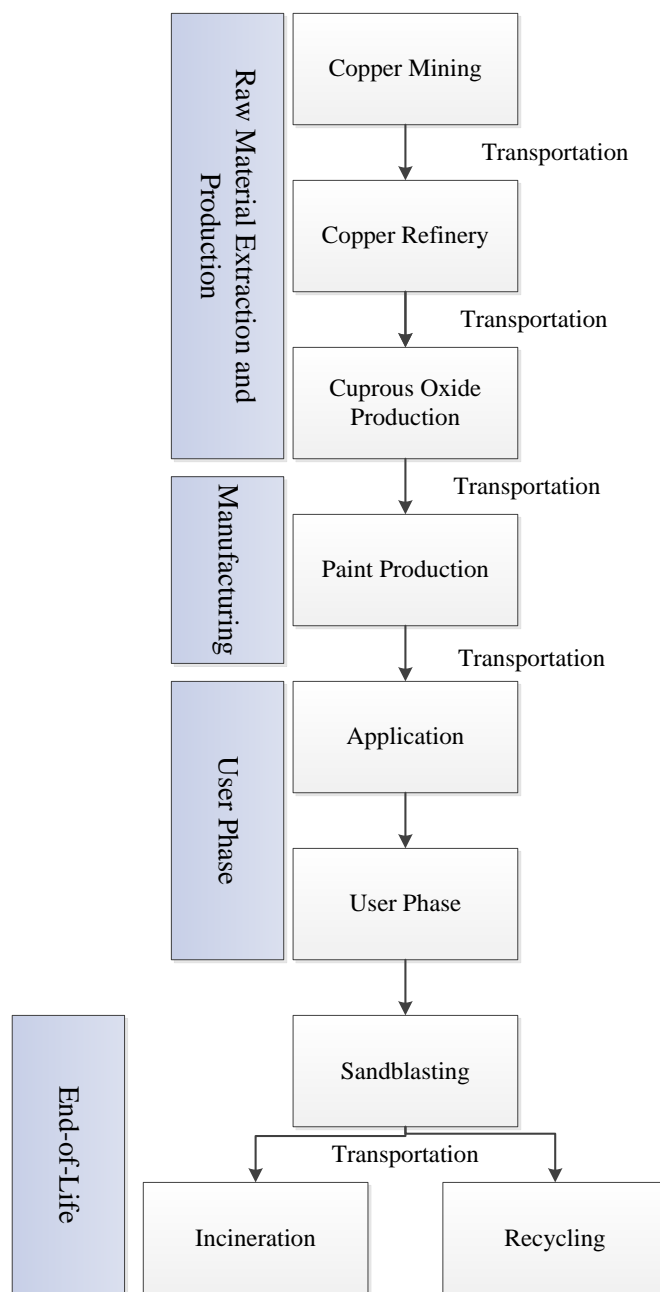 Raw Material Extraction and
Production
Copper Mining
Transportation
Copper Refinery
Transportation
Cuprous Oxide
Production
Transportation
Manufacturing
Paint Production
Transportation
User Phase
Application
User Phase
End-of-Life
Sandblasting
Transportation
Incineration
Recycling